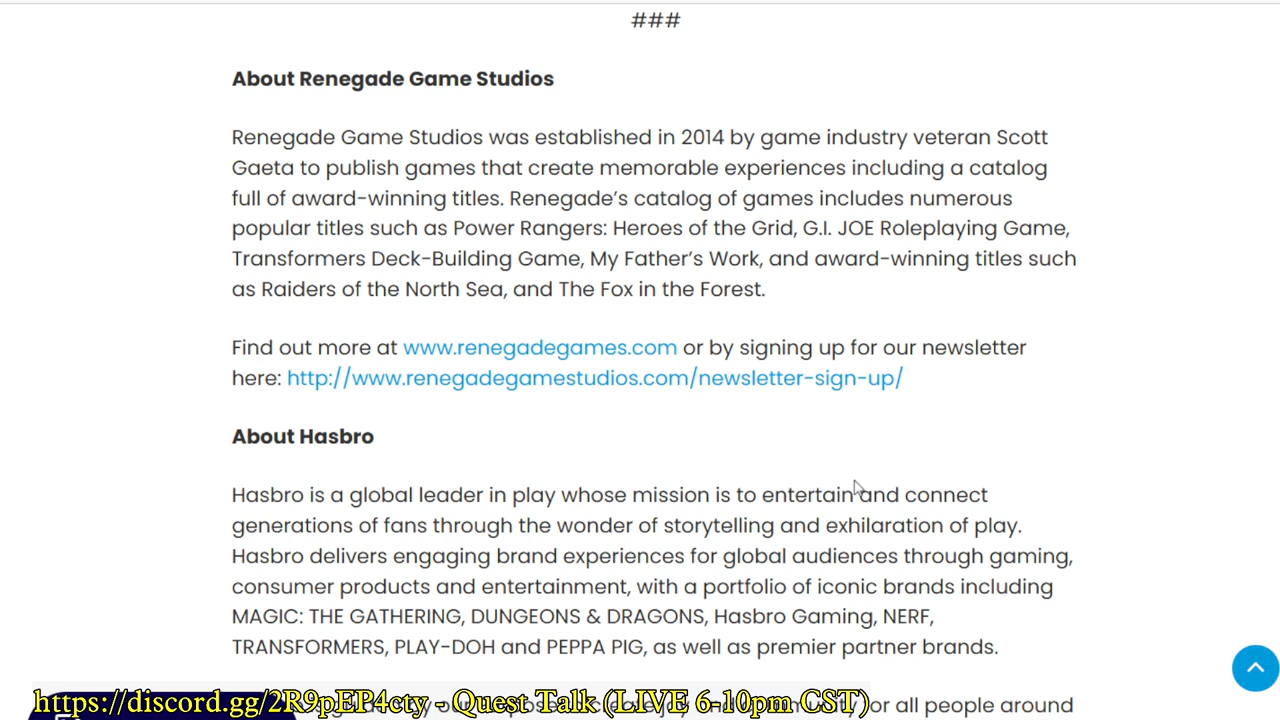 ###
About Renegade Game Studios
Renegade Game Studios was established in 2014 by game industry veteran Scott
Gaeta to publish games that create memorable experiences including a catalog
full of award-winning titles. Renegade’s catalog of games includes numerous
popular titles such as Power Rangers: Heroes of the Grid, G.I. JOE Roleplaying Game,
Transformers Deck-Building Game, My Father’s Work, and award-winning titles such
as Raiders of the North Sea, and The Fox in the Forest.
Find out more at www.renegadegames.com or by signing up for our newsletter
here: http://www.renegadegamestudios.com/newsletter-sign-up/
About Hasbro
Hasbro is a global leader in play whose mission is to entertain and connect
generations of fans through the wonder of storytelling and exhilaration of play.
Hasbro delivers engaging brand experiences for global audiences through gaming,
consumer products and entertainment, with a portfolio of iconic brands including
MAGIC: THE GATHERING, DUNGEONS & DRAGONS, Hasbro Gaming, NERF,
TRANSFORMERS, PLAY-DOH and PEPPA PIG, as well as premier partner brands.
https://discord.gg/2R9pEP4cty - Quest Talk (LIVE 6-10pm CST)
for all people around